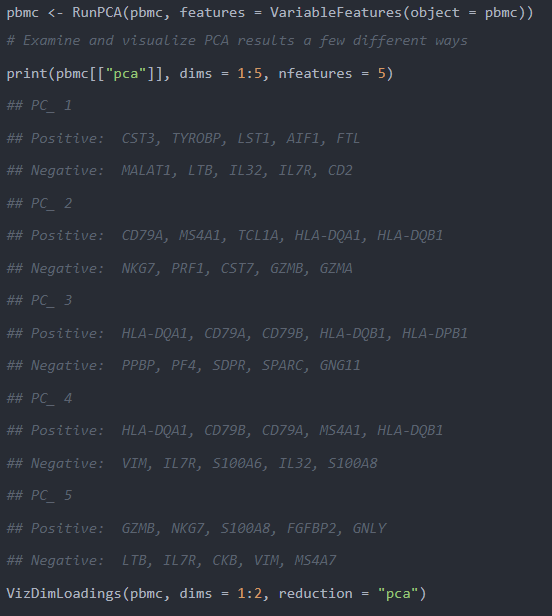 pbmc <- RunPCA(pbmc, features = VariableFeatures(object = pbmc))
# Examine and visualize PCA results a few different ways
print(pbmc[["pca"]], dims = 1:5, nfeatures = 5)
## PC_ 1
## Positive:  CST3, TYROBP, LST1, AIF1, FTL
## Negative:  MALAT1, LTB, IL32, IL7R, CD2
## PC_ 2
## Positive:  CD79A, MS4A1, TCL1A, HLA-DQA1, HLA-DQB1
## Negative:  NKG7, PRF1, CST7, GZMB, GZMA
## PC_ 3
## Positive:  HLA-DQA1, CD79A, CD79B, HLA-DQB1, HLA-DPB1
## Negative:  PPBP, PF4, SDPR, SPARC, GNG11
## PC_ 4
## Positive:  HLA-DQA1, CD79B, CD79A, MS4A1, HLA-DQB1
## Negative:  VIM, IL7R, S100A6, IL32, S100A8
## PC_ 5
## Positive:  GZMB, NKG7, S100A8, FGFBP2, GNLY
## Negative:  LTB, IL7R, CKB, VIM, MS4A7
VizDimLoadings(pbmc, dims = 1:2, reduction = "pca")